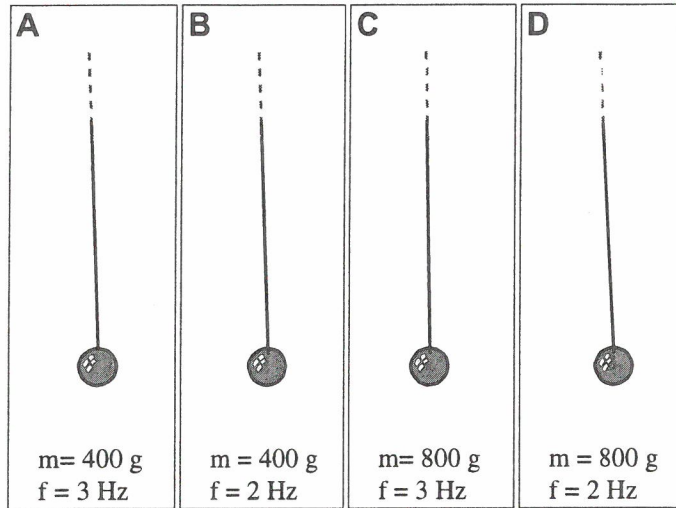 A
B
C
D
m= 400 g
f = 3 Hz
m= 400 g
f = 2 Hz
m= 800 g
f = 3 Hz
m= 800 g
f = 2 Hz